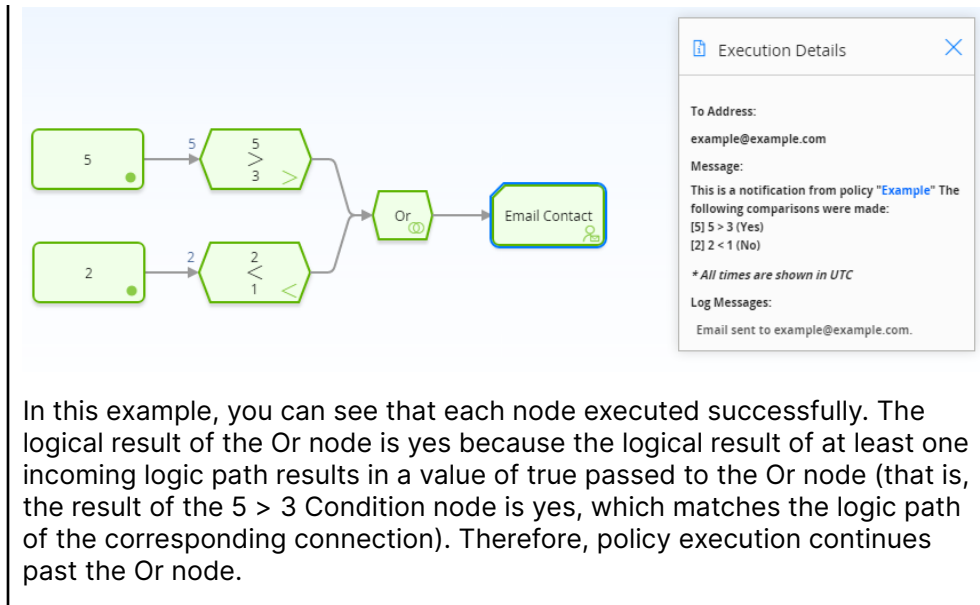 5
5
5
>
3
>
Or
Email Contact
2
2
2
<
1
<
Execution Details
To Address:
example@example.com
Message:
This is a notification from policy "Example" The
following comparisons were made:
[5] 5 > 3 (Yes)
[2] 2 < 1 (No)
* All times are shown in UTC
Log Messages:
Email sent to example@example.com.
In this example, you can see that each node executed successfully. The
logical result of the Or node is yes because the logical result of at least one
incoming logic path results in a value of true passed to the Or node (that is,
the result of the 5 > 3 Condition node is yes, which matches the logic path
of the corresponding connection). Therefore, policy execution continues
past the Or node.